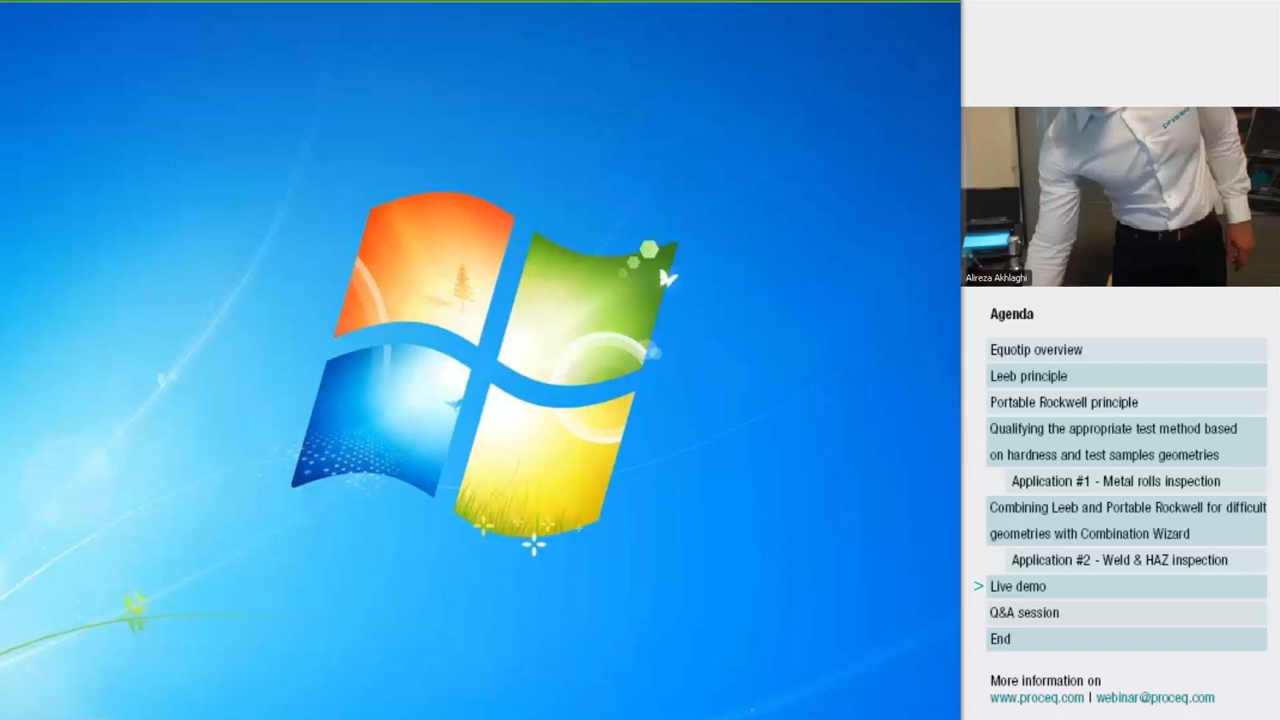 proceq
Alireza Akhlaghi
Agenda
Equotip overview
Leeb principle
Portable Rockwell principle
Qualifying the appropriate test method based
on hardness and test samples geometries
Application #1 - Metal rolls inspection
Combining Leeb and Portable Rockwell for difficult
geometries with Combination Wizard
Application #2 - Weld & HAZ inspection
> Live demo
Q&A session
End
More information on
www.proceq.com | webinar@proceq.com